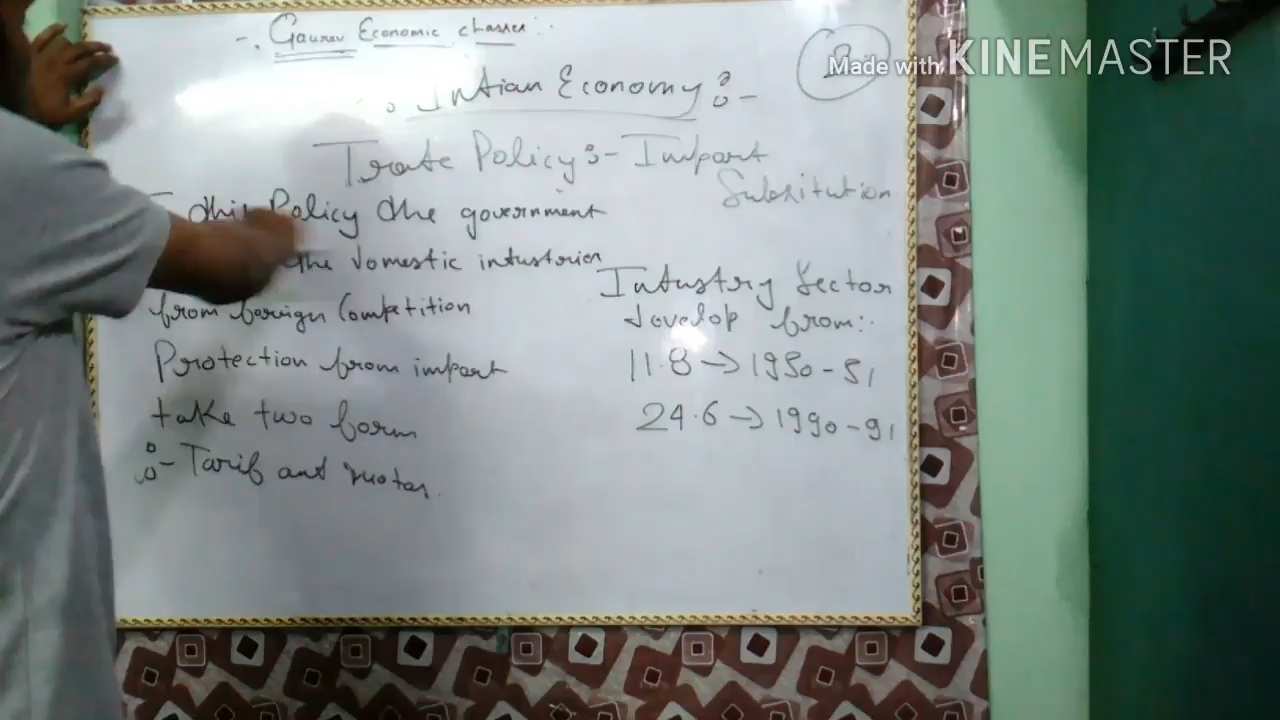 Gaurav Economic classes :-
B
Made with KINEMASTER
Indian Economy :-
Trade Policy :- Import
Substitution
this Policy the government
the domestic industries
from foreign Competition
Protection from import
take two form
:- Tarif and quotas.
Industry Sector
develop from :-
11.8 → 1950-51
24.6 → 1990-91